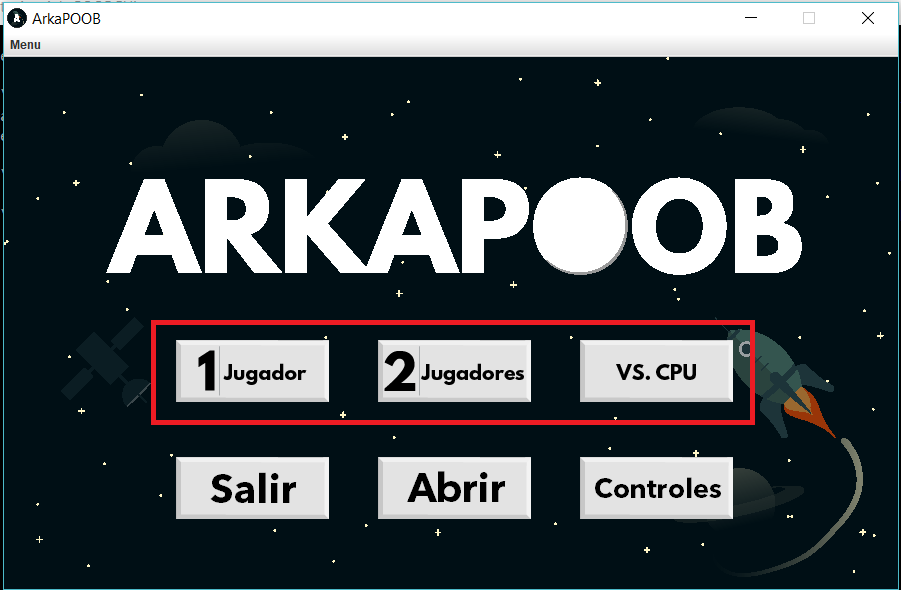 ArkaPOOB
Menu
ARKAPOOB
1 Jugador
2 Jugadores
VS. CPU
Salir
Abrir
Controles